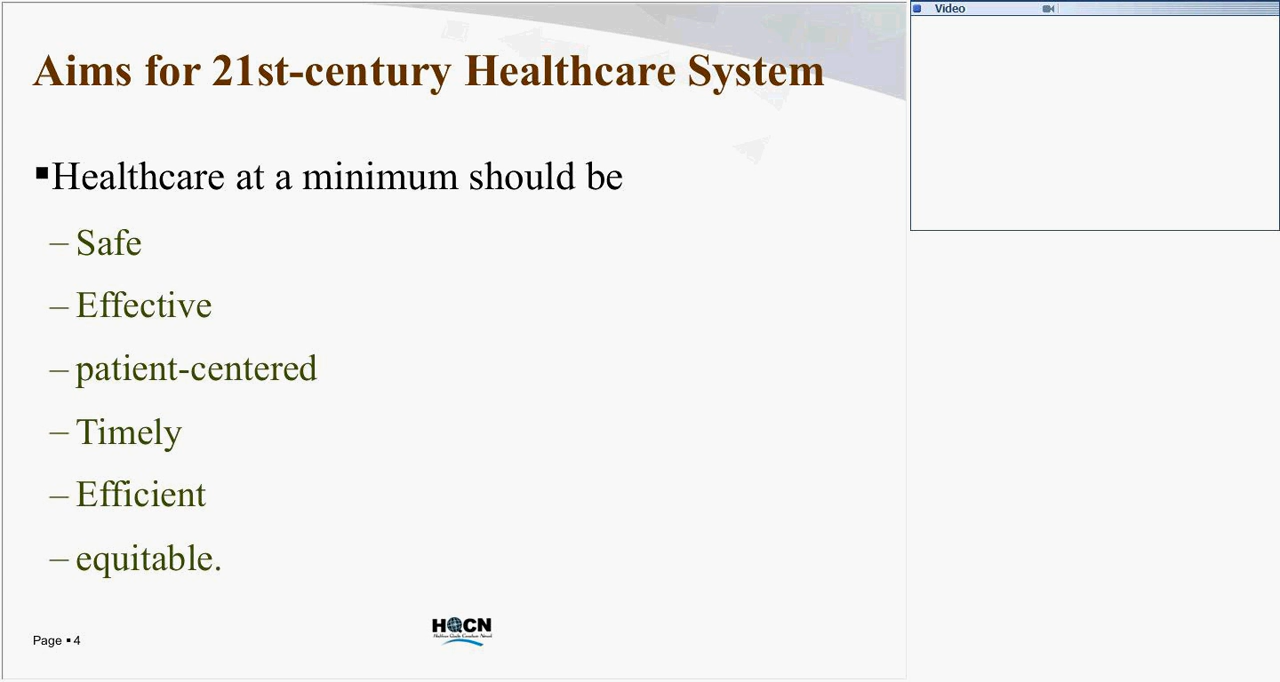 Aims for 21st-century Healthcare System
▪Healthcare at a minimum should be
– Safe
– Effective
– patient-centered
– Timely
– Efficient
– equitable.
Page ▪ 4
HQCN
Video